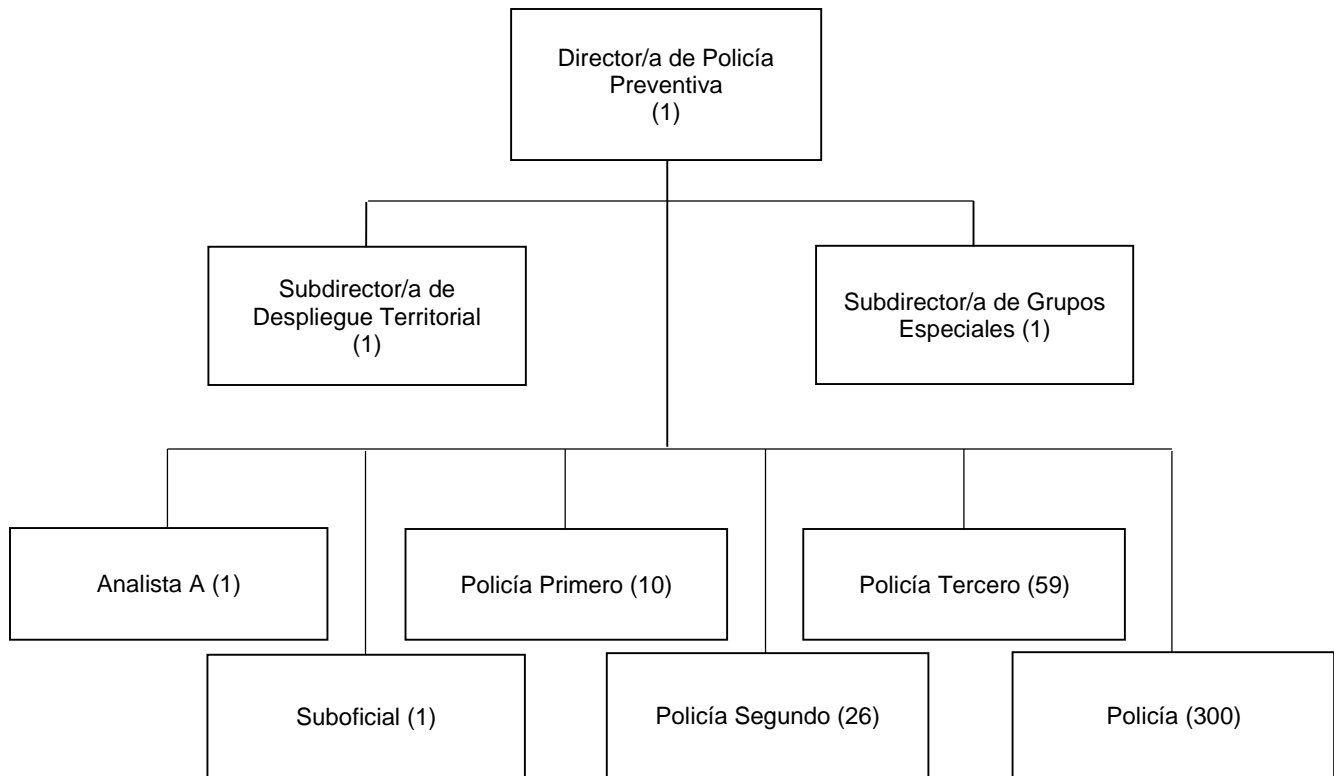 Director/a de Policía
Preventiva
(1)
Subdirector/a de
Despliegue Territorial
(1)
Subdirector/a de Grupos
Especiales (1)
Analista A (1)
Policía Primero (10)
Policía Tercero (59)
Suboficial (1)
Policía Segundo (26)
Policía (300)